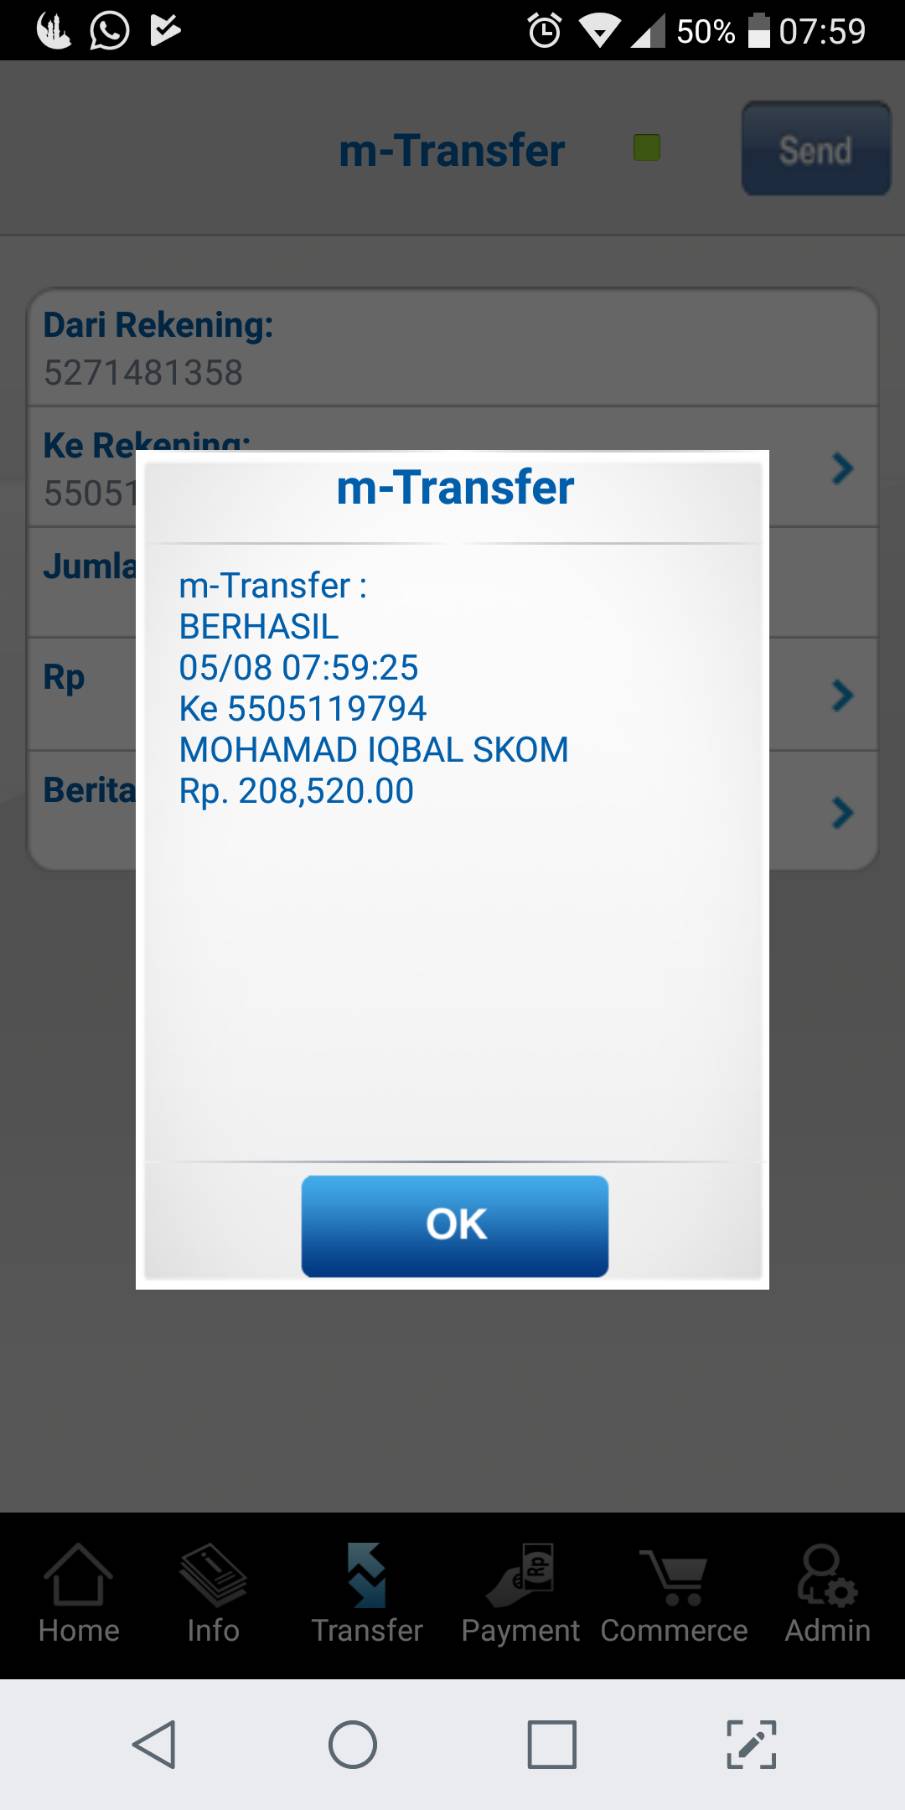 50% 07:59
m-Transfer
Send
Dari Rekening:
5271481358
Ke Rekening:
55051
m-Transfer
Jumla
m-Transfer :
BERHASIL
05/08 07:59:25
Rp
Ke 5505119794
MOHAMAD IQBAL SKOM
Berita
Rp. 208,520.00
OK
Rp
Home Info Transfer Payment Commerce Admin